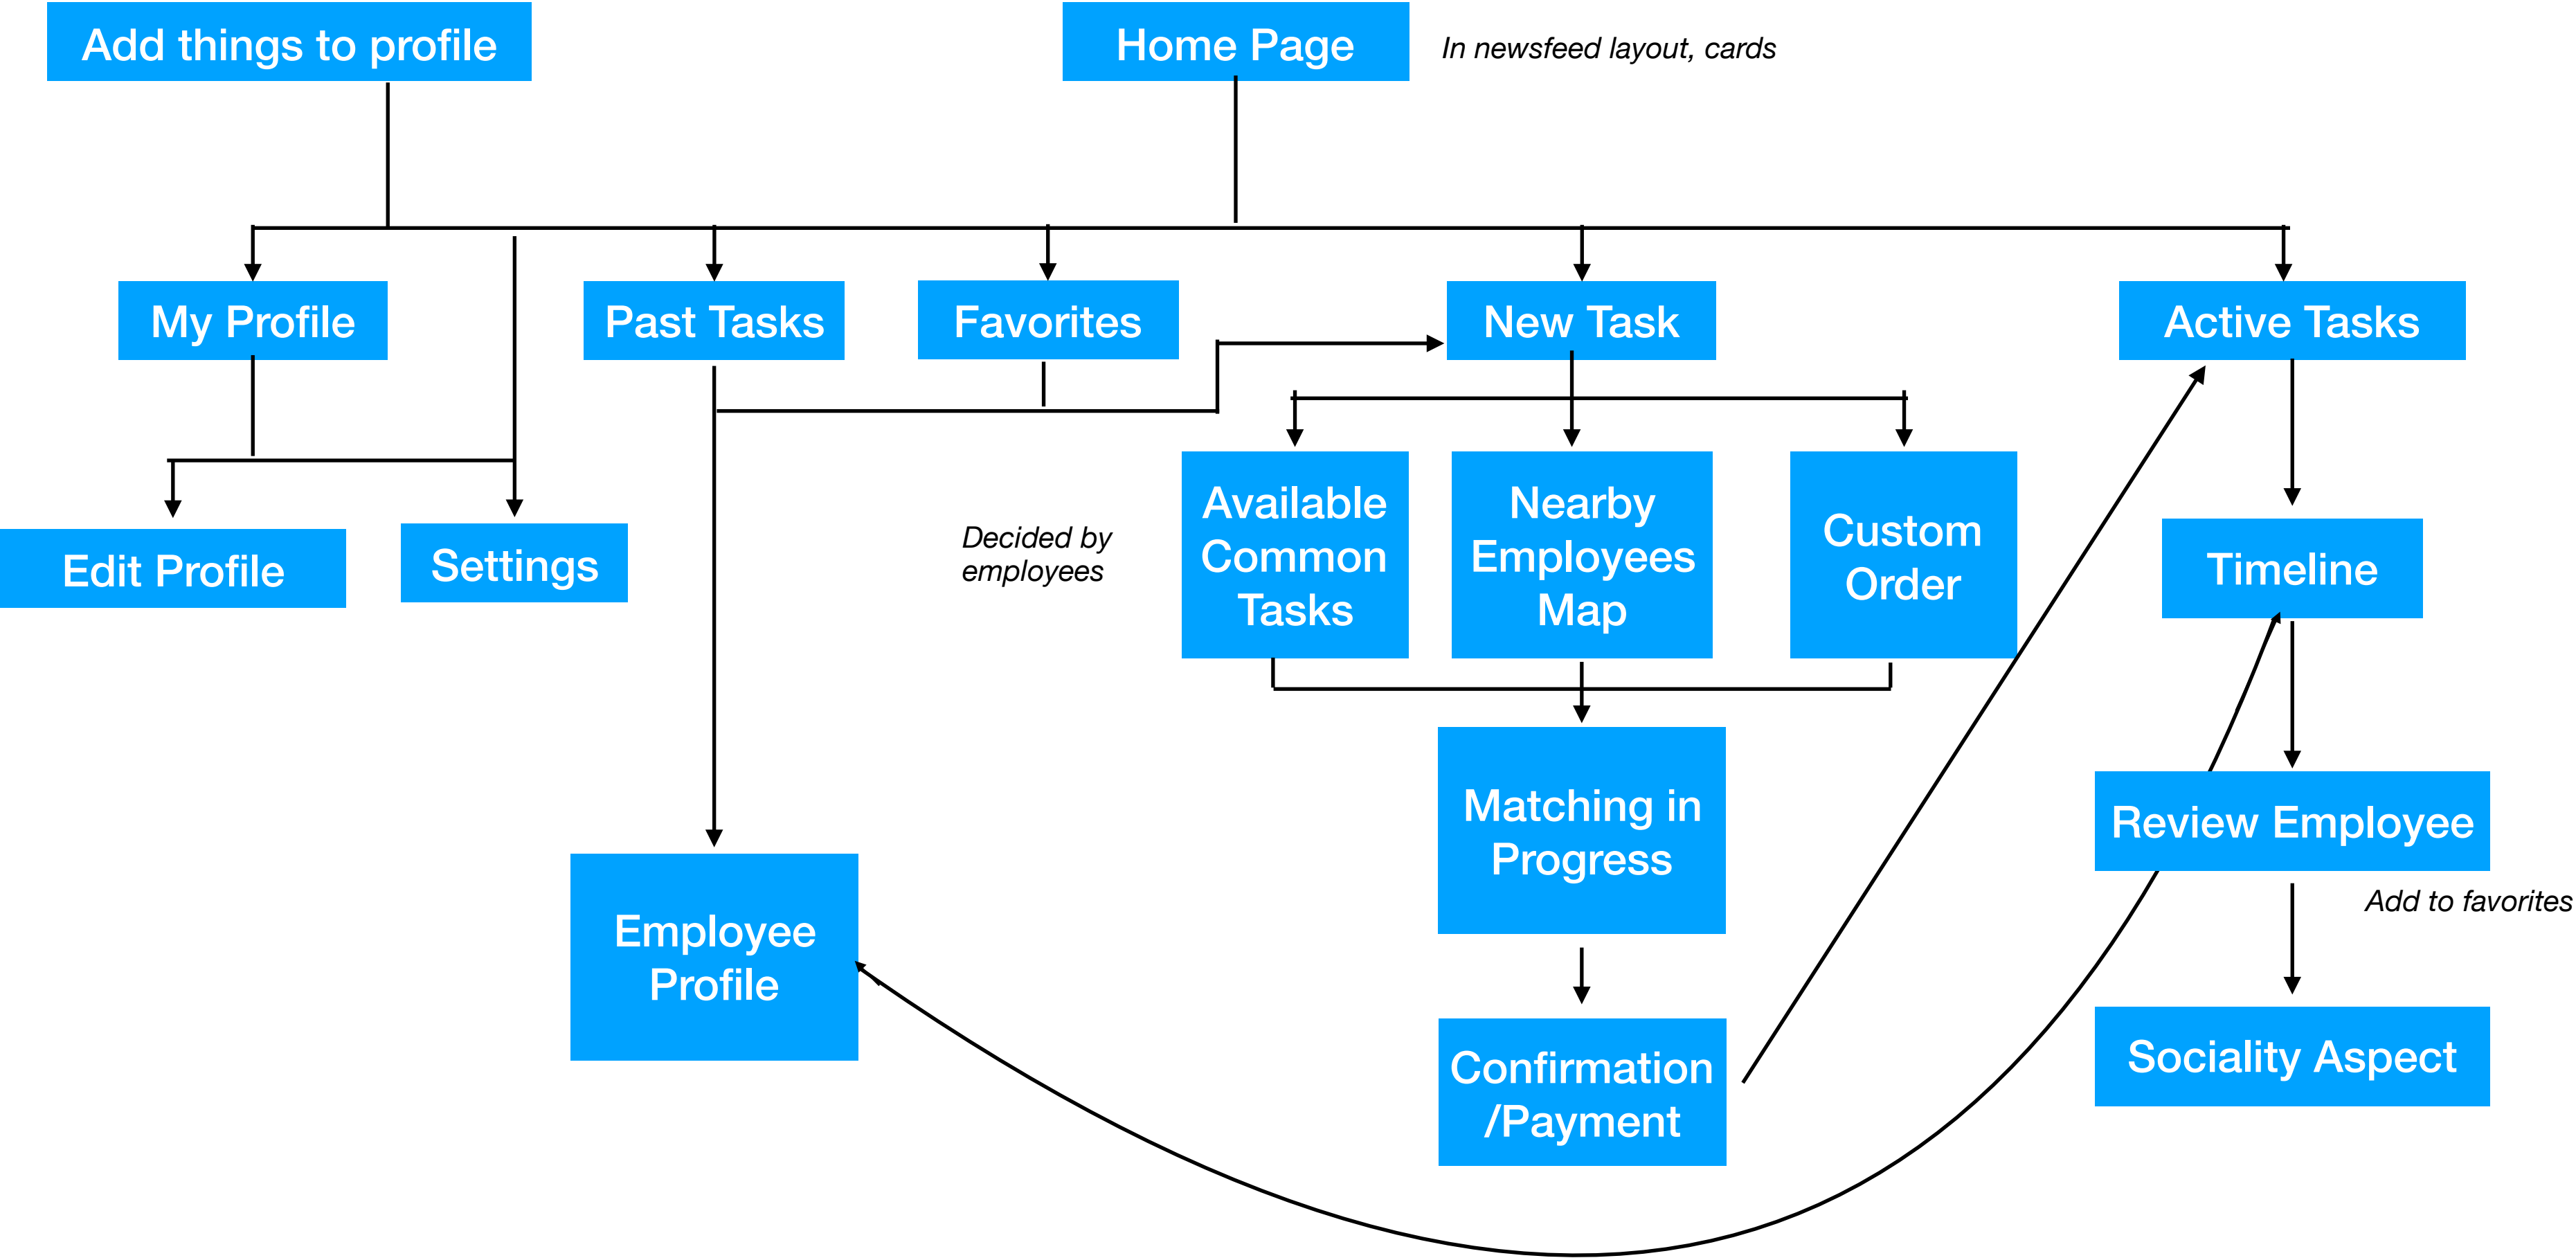 Add things to profile
Home Page
In newsfeed layout, cards
My Profile
Past Tasks
Favorites
New Task
Active Tasks
Edit Profile
Settings
Decided by
employees
Available
Common
Tasks
Nearby
Employees
Map
Custom
Order
Timeline
Matching in
Progress
Review Employee
Add to favorites
Employee
Profile
Confirmation
/Payment
Sociality Aspect